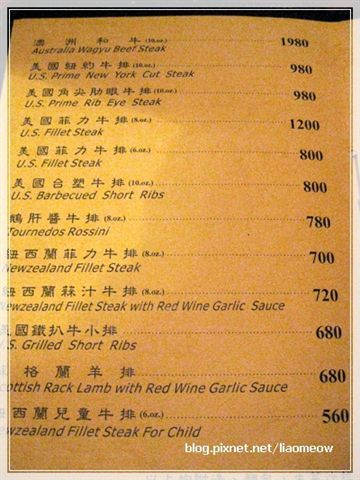 澳洲和牛(10oz.) 1980
Australia Wagyu Beef Steak
美國紐約牛排(10oz.) 980
U.S. Prime New York Cut Steak
美國角尖肋眼牛排(10oz.) 980
U.S. Prime Rib Eye Steak
美國菲力牛排(8oz.) 1200
U.S. Fillet Steak
美國菲力牛排(6oz.) 800
U.S. Fillet Steak
美國台塑牛排(10oz.) 800
U.S. Barbecued Short Ribs
鵝肝醬牛排(8oz.) 780
Tournedos Rossini
紐西蘭菲力牛排(8oz.) 700
Newzealand Fillet Steak
紐西蘭蒜汁牛排(8oz.) 720
Newzealand Fillet Steak with Red Wine Garlic Sauce
美國鐵扒牛小排 680
U.S. Grilled Short Ribs
格蘭羊排 680
Scottish Rack Lamb with Red Wine Garlic Sauce
紐西蘭兒童牛排(6oz.) 560
Newzealand Fillet Steak For Child
blog.pixnet.net/liaomeow